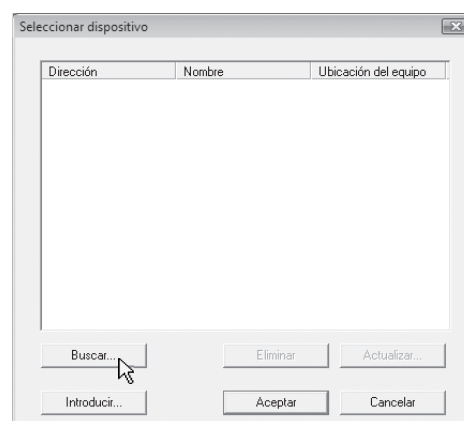 Seleccionar dispositivo
Dirección Nombre Ubicación del equipo
Buscar... Eliminar Actualizar...
Introducir... Aceptar Cancelar